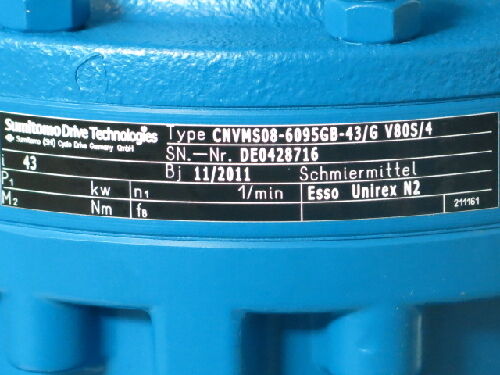 Sumitomo Drive Technologies
Sumitomo (SHI) Cyclo Drive Germany GmbH
Type CNVMS08-6095GB-43/G V80S/4
SN.-Nr. DE0428716
i 43 Bj 11/2011 Schmiermittel
P1 kw n1 1/min Esso Unirex N2
M2 Nm fB 211161